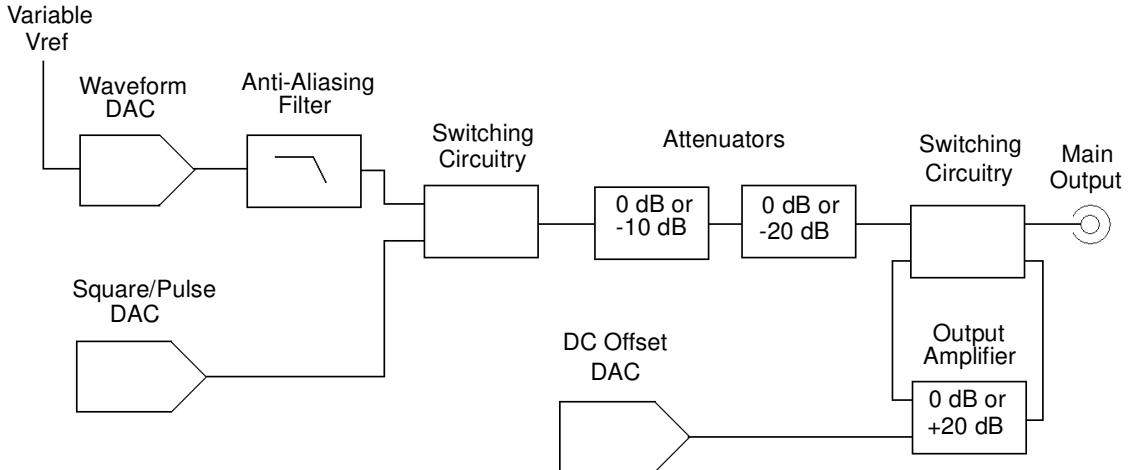 Variable
Vref
Waveform
DAC
Anti-Aliasing
Filter
Switching
Circuitry
Attenuators
Switching
Circuitry
Main
Output
0 dB or
-10 dB
0 dB or
-20 dB
Square/Pulse
DAC
DC Offset
DAC
Output
Amplifier
0 dB or
+20 dB